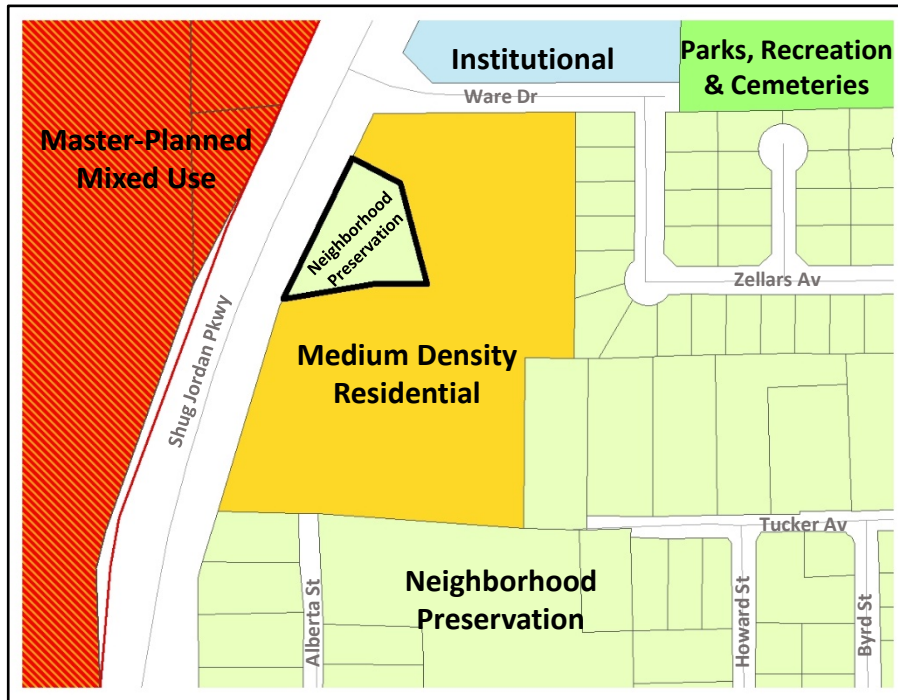 Institutional
Parks, Recreation
& Cemeteries
Ware Dr
Master-Planned
Mixed Use
Neighborhood
Preservation
Zellars Av
Shug Jordan Pkwy
Medium Density
Residential
Tucker Av
Neighborhood
Preservation
Alberta St
Howard St
Byrd St